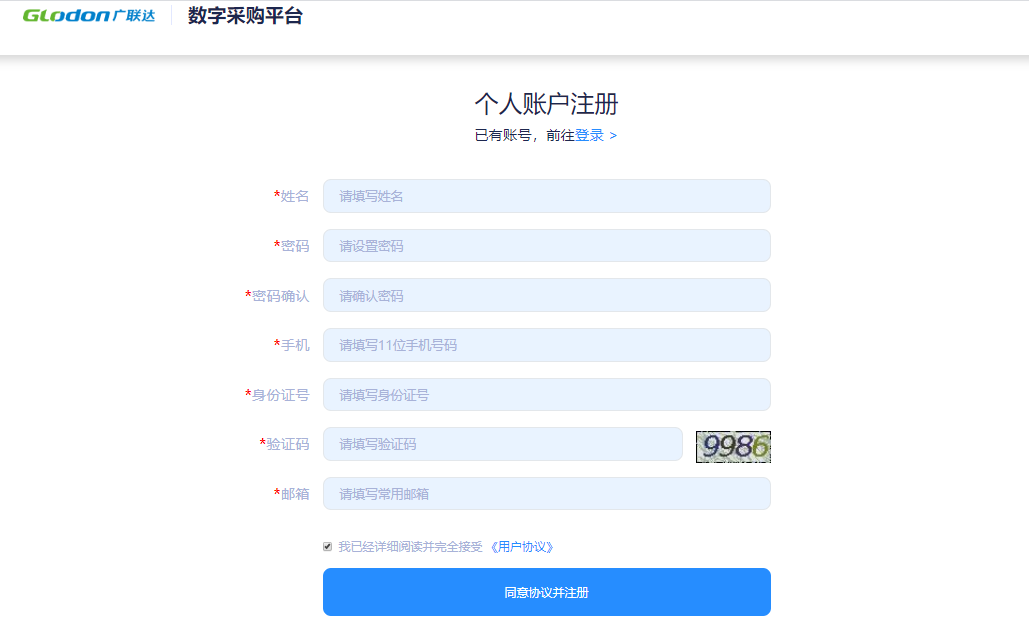 GLodon广联达 数字采购平台
个人账户注册
已有账号，前往登录 >
*姓名 请填写姓名
*密码 请设置密码
*密码确认 请确认密码
*手机 请填写11位手机号码
*身份证号 请填写身份证号
*验证码 请填写验证码 9986
*邮箱 请填写常用邮箱
我已经详细阅读并完全接受 《用户协议》
同意协议并注册